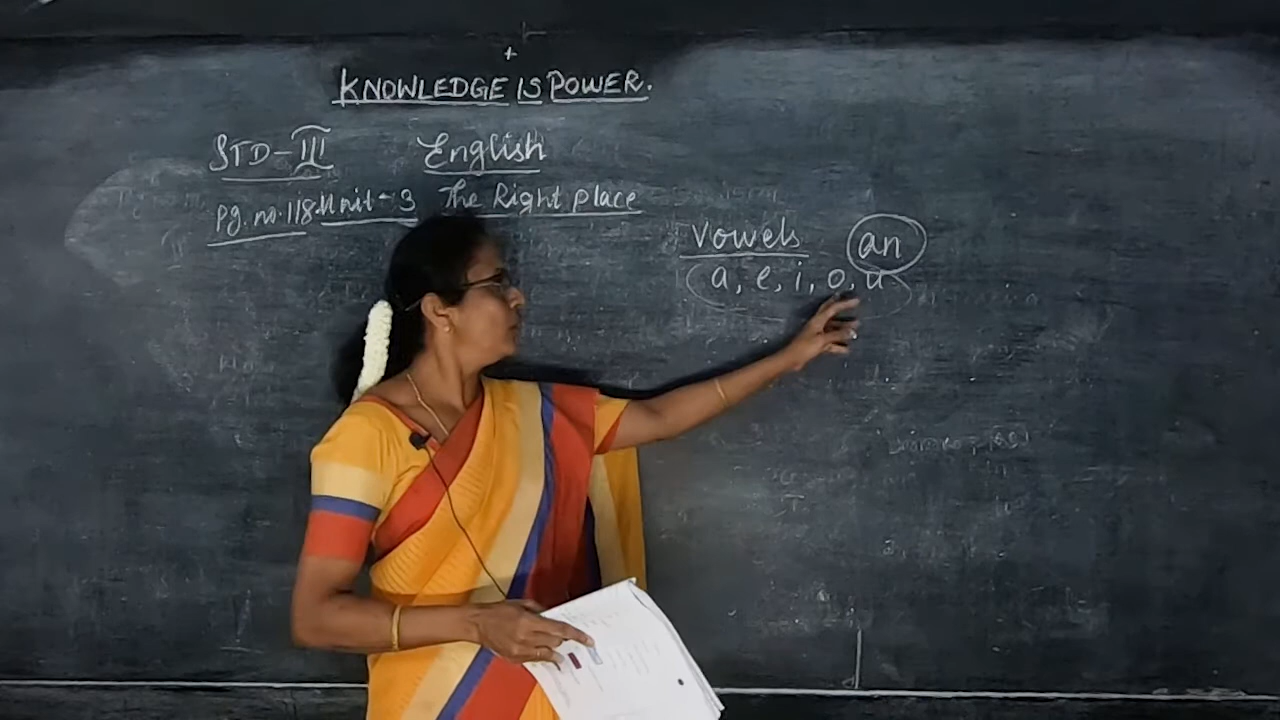 KNOWLEDGE IS POWER.
STD-III English
Pg. no. 118. Unit-3 The Right place
Vowels an
a, e, i, o, u